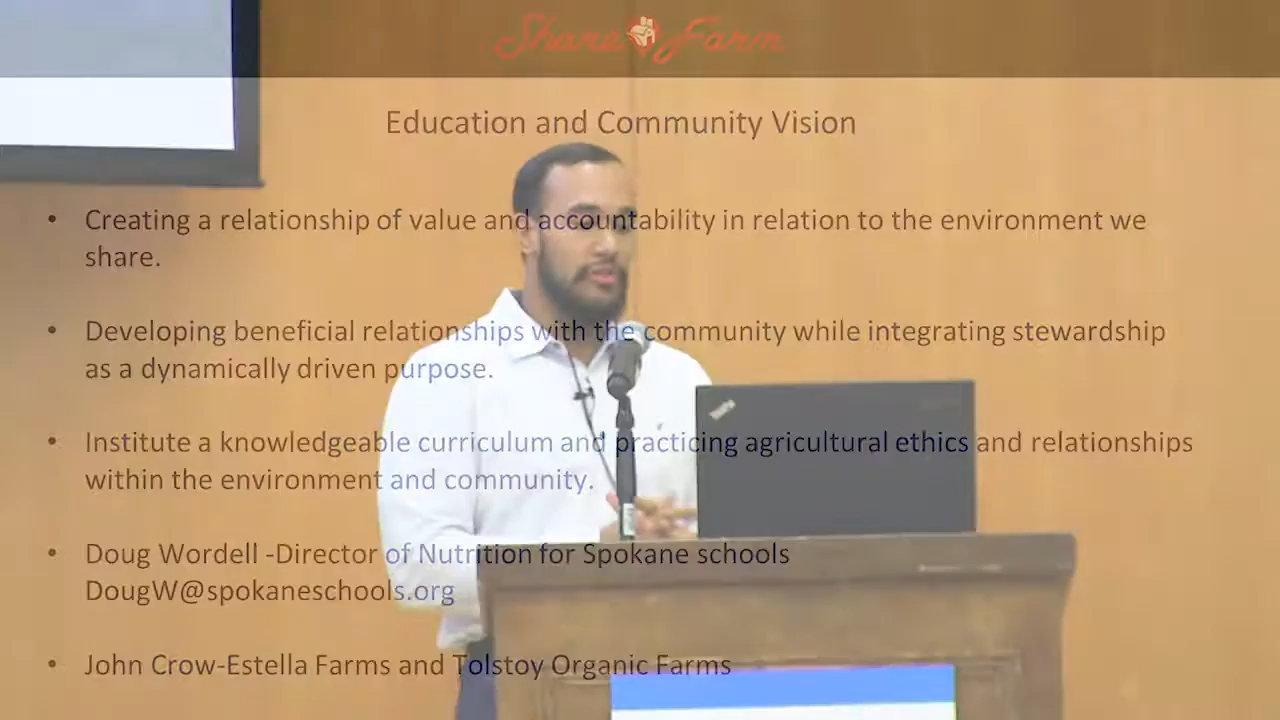 Share Farm
Education and Community Vision
• Creating a relationship of value and accountability in relation to the environment we
share.
• Developing beneficial relationships with the community while integrating stewardship
as a dynamically driven purpose.
• Institute a knowledgeable curriculum and practicing agricultural ethics and relationships
within the environment and community.
• Doug Wordell -Director of Nutrition for Spokane schools
DougW@spokaneschools.org
• John Crow-Estella Farms and Tolstoy Organic Farms